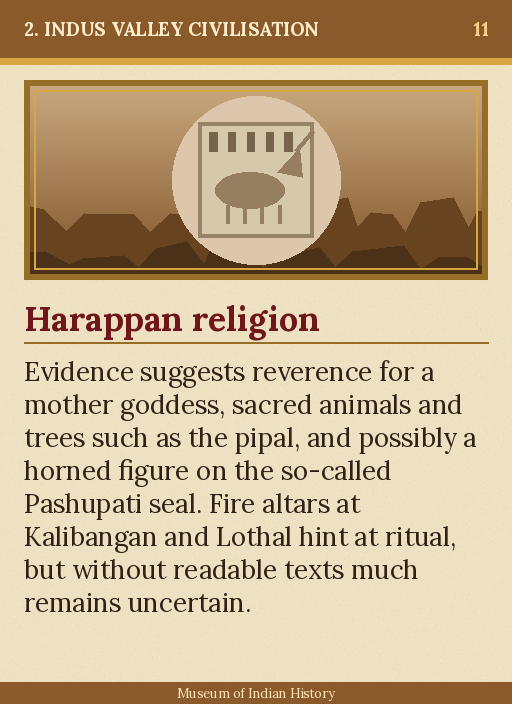 2. INDUS VALLEY CIVILISATION 11
Harappan religion
Evidence suggests reverence for a
mother goddess, sacred animals and
trees such as the pipal, and possibly a
horned figure on the so-called
Pashupati seal. Fire altars at
Kalibangan and Lothal hint at ritual,
but without readable texts much
remains uncertain.
Museum of Indian History